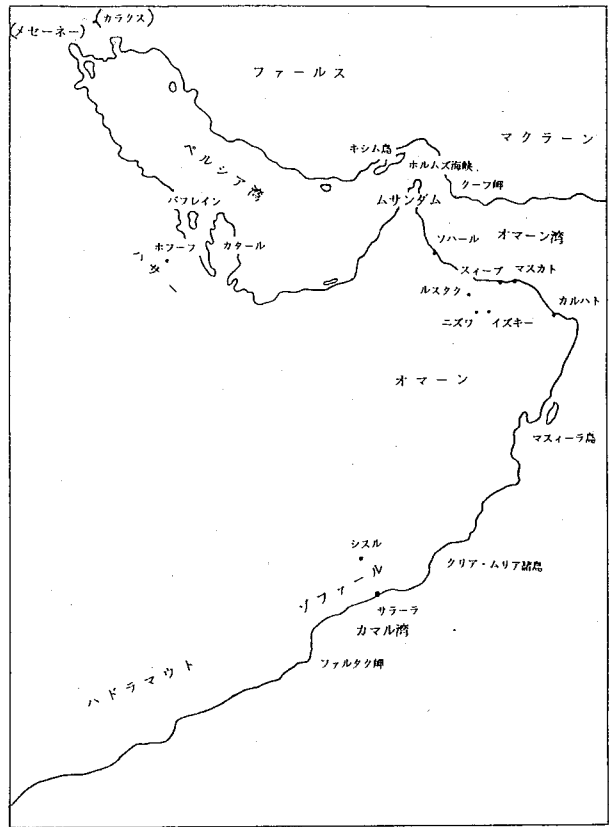 (カラクス)
(メセーネー)
ファールス
マクラーン
キシム島
ホルムズ海峡
ペルシア湾
クーフ岬
ムサンダム
バフレイン
ソハール
オマーン湾
ホフーフ
カタール
スィーブ
マスカト
ルスタク
カルハト
ニズワ
イズキー
オマーン
マスィーラ島
シスル
クリア・ムリア諸島
ゾファール
サラーラ
カマル湾
ファルタク岬
ハドラマウト